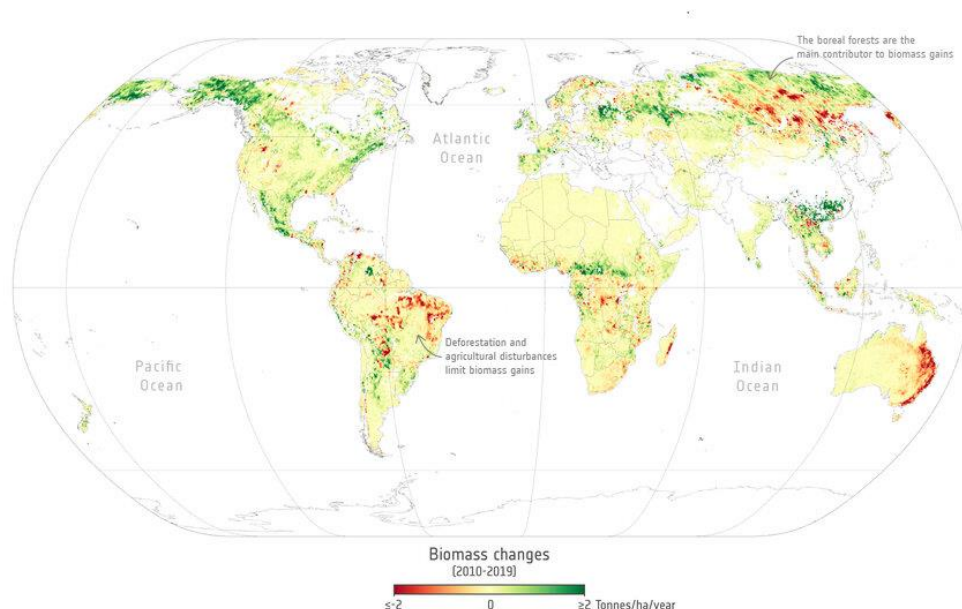 The boreal forests are the
main contributor to biomass gains
Atlantic
Ocean
Deforestation and
agricultural disturbances
limit biomass gains
Pacific
Ocean
Indian
Ocean
Biomass changes
(2010-2019)
≤-2 0 ≥2 Tonnes/ha/year